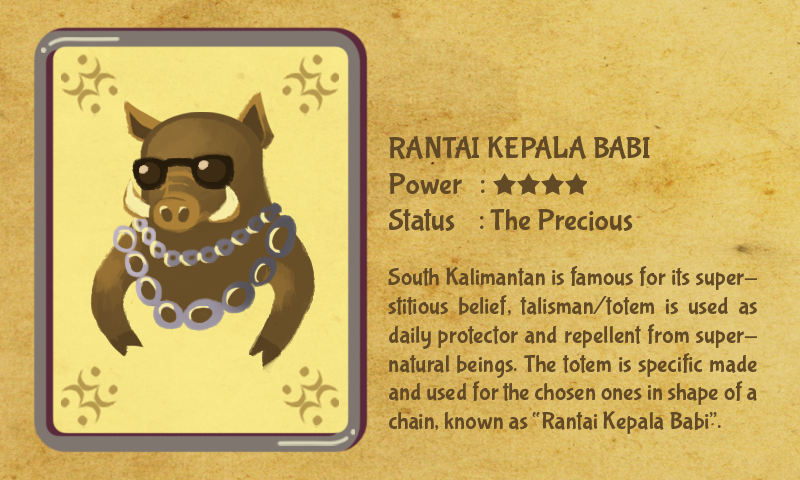 RANTAI KEPALA BABI
Power : ★★★★
Status : The Precious
South Kalimantan is famous for its super-
stitious belief, talisman/totem is used as
daily protector and repellent from super-
natural beings. The totem is specific made
and used for the chosen ones in shape of a
chain, known as "Rantai Kepala Babi".